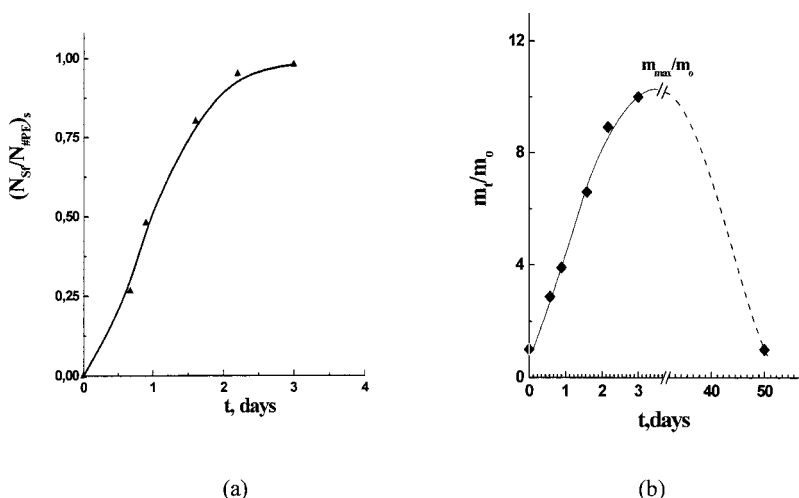 (N_St/N_#PE)_s
1,00
0,75
0,50
0,25
0,00
0 1 2 3 4
t, days
(a)
m_t/m_o
12
8
4
0
m_max/m_o
0 1 2 3 40 50
t,days
(b)